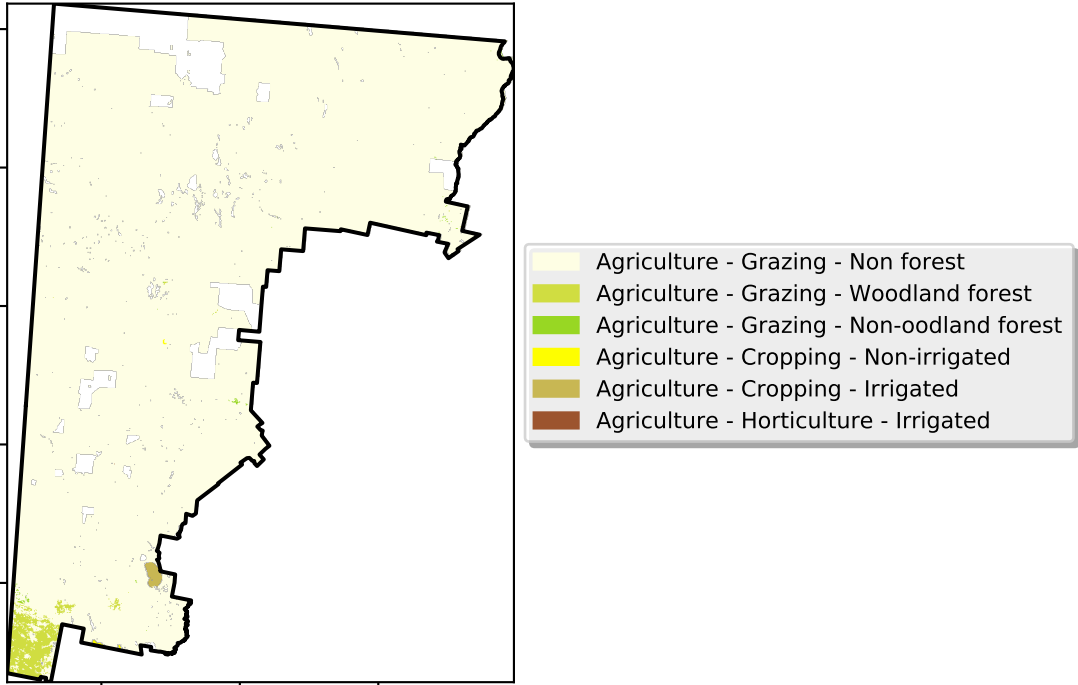 Agriculture - Grazing - Non forest
Agriculture - Grazing - Woodland forest
Agriculture - Grazing - Non-oodland forest
Agriculture - Cropping - Non-irrigated
Agriculture - Cropping - Irrigated
Agriculture - Horticulture - Irrigated